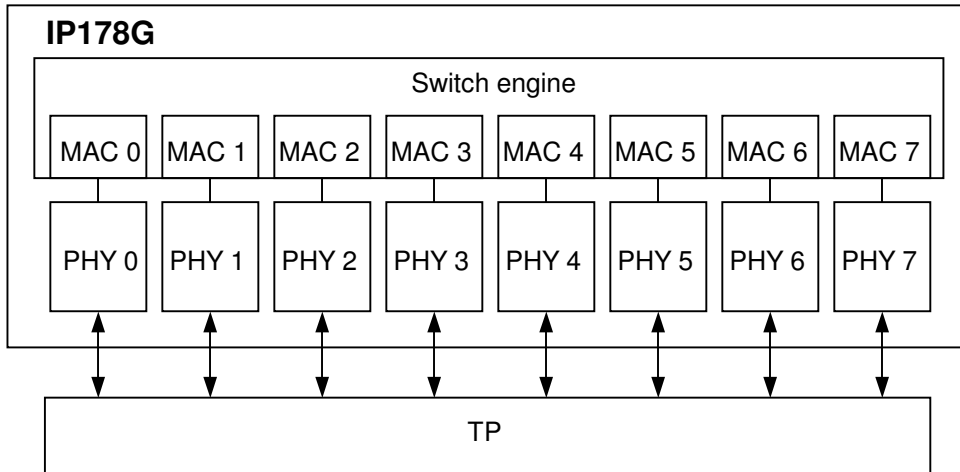 IP178G
Switch engine
MAC 0 MAC 1 MAC 2 MAC 3 MAC 4 MAC 5 MAC 6 MAC 7
PHY 0 PHY 1 PHY 2 PHY 3 PHY 4 PHY 5 PHY 6 PHY 7
TP